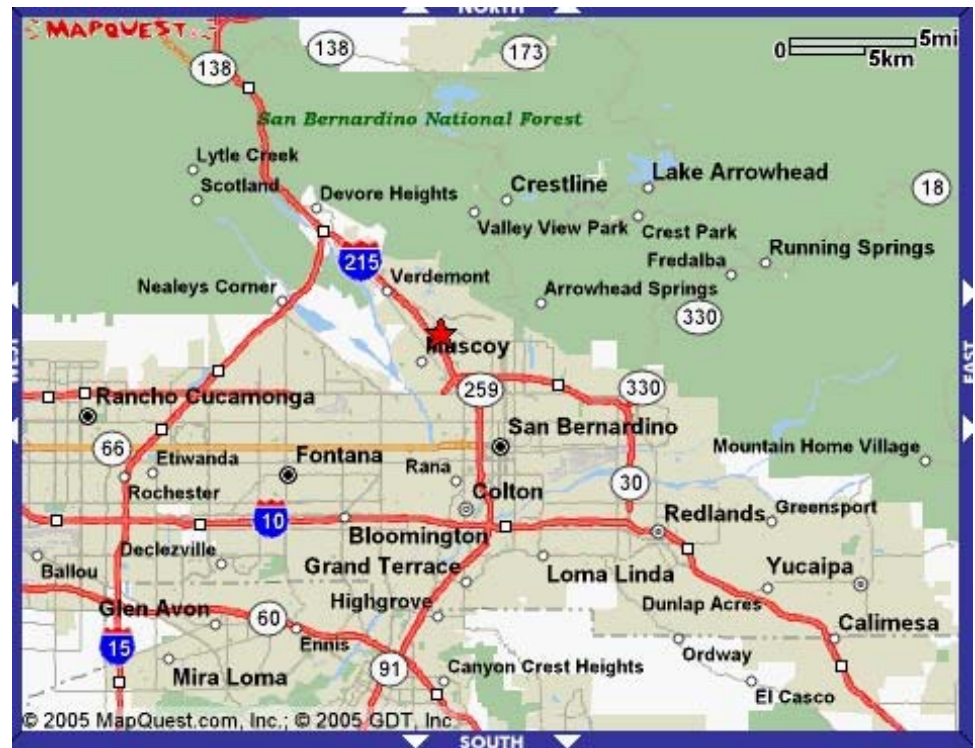 NORTH
MAPQUEST
138
138
173
0 5mi
5km
San Bernardino National Forest
Lytle Creek
Scotland
Devore Heights
Crestline
Lake Arrowhead
18
Valley View Park
Crest Park
Running Springs
Fredalba
215
Verdemont
Nealeys Corner
Arrowhead Springs
330
WEST
EAST
Muscoy
259
330
Rancho Cucamonga
66
San Bernardino
Mountain Home Village
Etiwanda
Fontana
Rana
30
Rochester
Colton
10
Redlands
Greensport
Bloomington
Declezville
Ballou
Grand Terrace
Loma Linda
Yucaipa
Highgrove
Dunlap Acres
Glen Avon
60
Calimesa
15
Ennis
91
Canyon Crest Heights
Ordway
Mira Loma
El Casco
© 2005 MapQuest.com, Inc.; © 2005 GDT, Inc
SOUTH